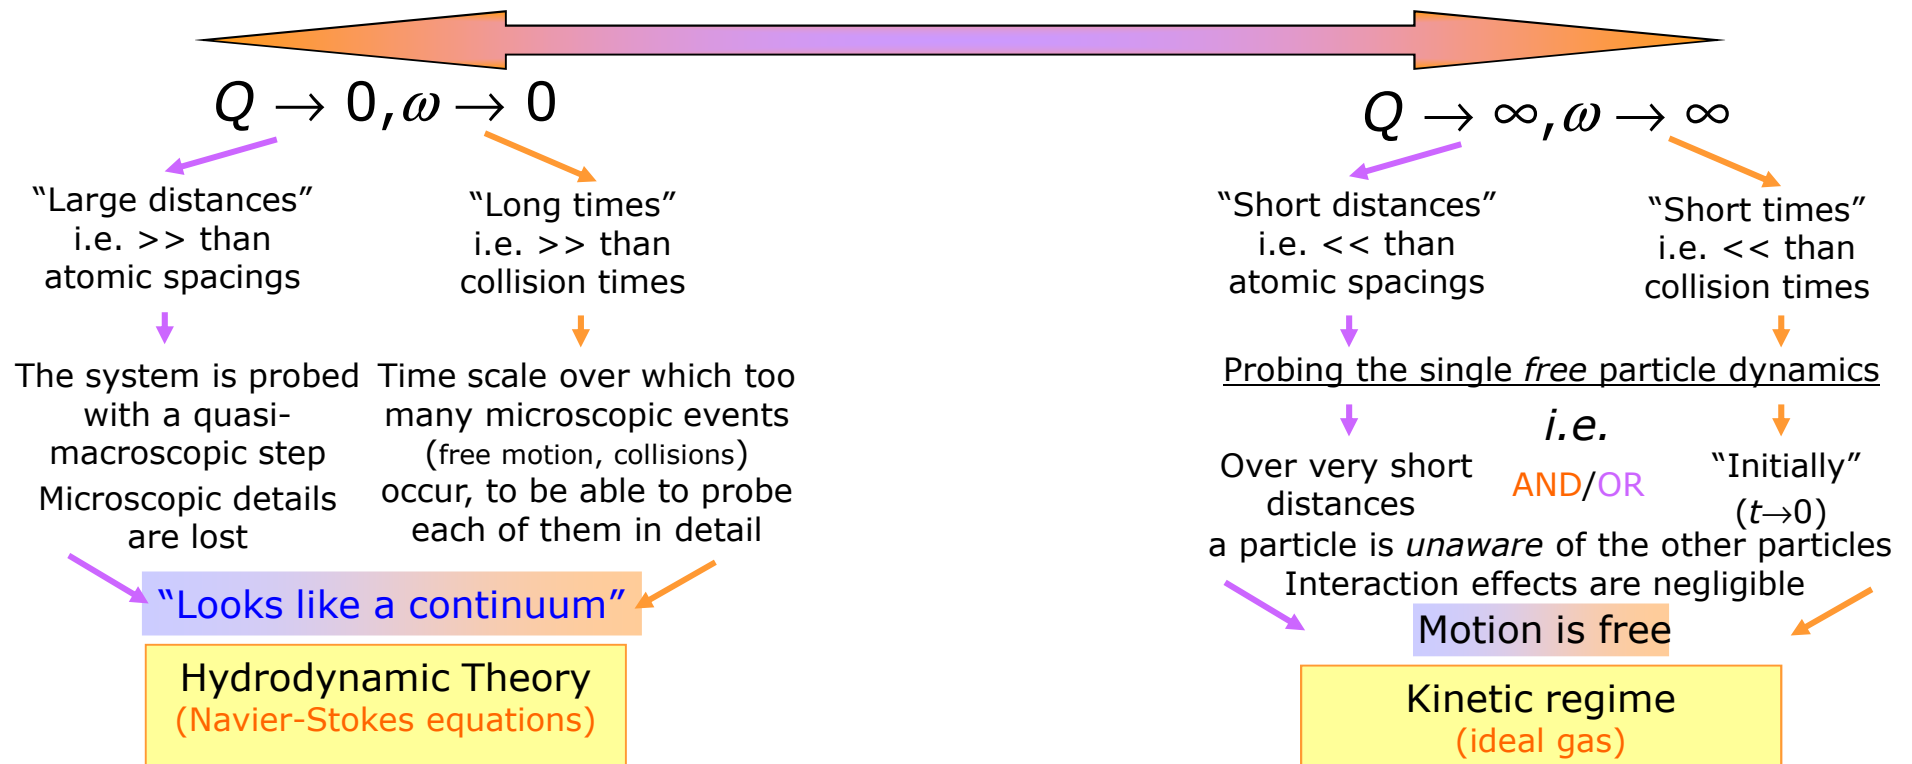 Q → 0, ω → 0
“Large distances”
i.e. >> than
atomic spacings
“Long times”
i.e. >> than
collision times
The system is probed
with a quasi-
macroscopic step
Microscopic details
are lost
Time scale over which too
many microscopic events
(free motion, collisions)
occur, to be able to probe
each of them in detail
“Looks like a continuum”
Hydrodynamic Theory
(Navier-Stokes equations)
Q → ∞, ω → ∞
“Short distances”
i.e. << than
atomic spacings
“Short times”
i.e. << than
collision times
Probing the single free particle dynamics
i.e.
Over very short
distances
AND/OR
“Initially”
(t→0)
a particle is unaware of the other particles
Interaction effects are negligible
Motion is free
Kinetic regime
(ideal gas)